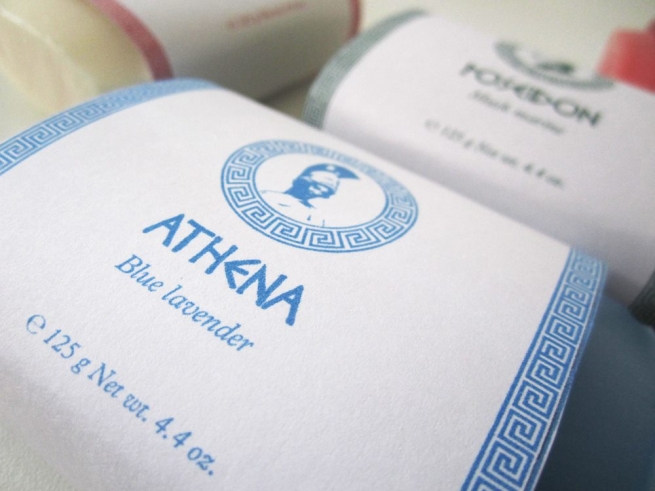 ATHENA
Blue lavender
℮ 125 g Net wt. 4.4 oz.
POSEIDON
℮ 125 g Net wt. 4.4 oz.